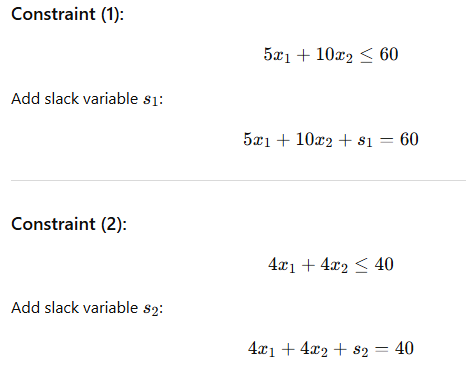 Constraint (1):
5x₁ + 10x₂ ≤ 60
Add slack variable s₁:
5x₁ + 10x₂ + s₁ = 60
Constraint (2):
4x₁ + 4x₂ ≤ 40
Add slack variable s₂:
4x₁ + 4x₂ + s₂ = 40